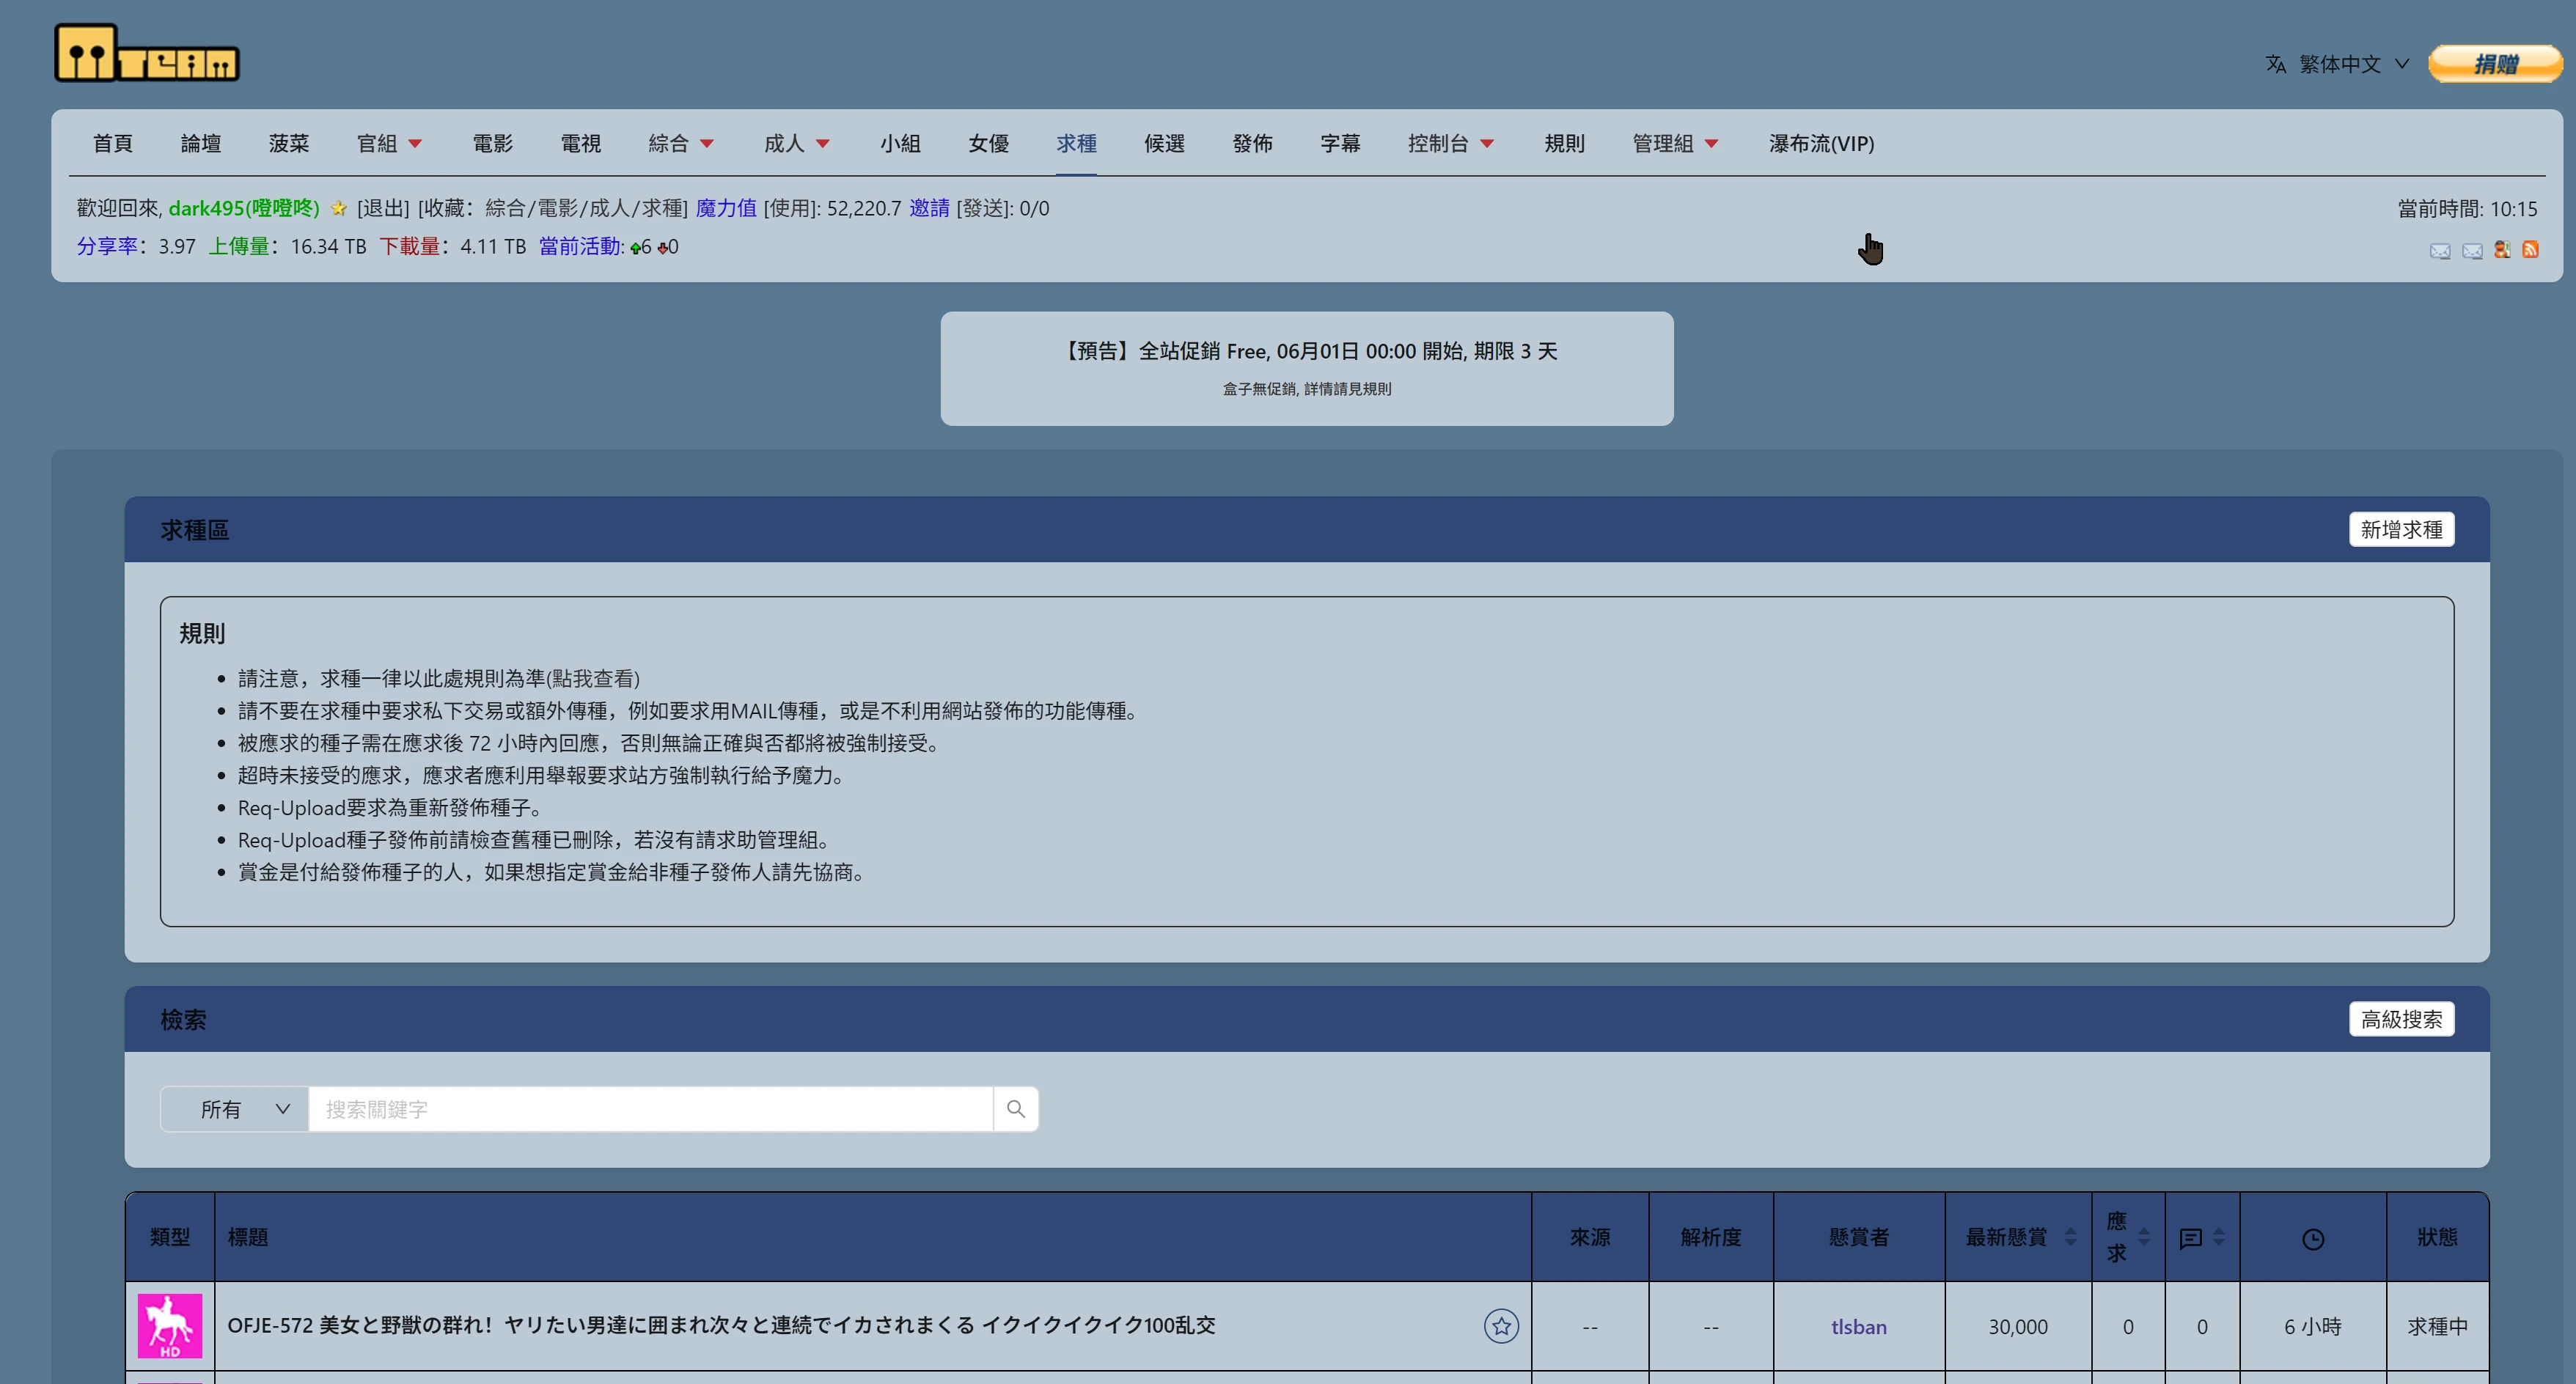 mTEAM
繁体中文 捐赠
首頁 論壇 菠菜 官組 電影 電視 綜合 成人 小組 女優 求種 候選 發佈 字幕 控制台 規則 管理組 瀑布流(VIP)
歡迎回來, dark495(噔噔咚) [退出] [收藏：綜合/電影/成人/求種] 魔力值 [使用]: 52,220.7 邀請 [發送]: 0/0
當前時間: 10:15
分享率：3.97 上傳量：16.34 TB 下載量：4.11 TB 當前活動: 6 0
【預告】全站促銷 Free, 06月01日 00:00 開始, 期限 3 天
盒子無促銷, 詳情請見規則
求種區
新增求種
規則
請注意，求種一律以此處規則為準(點我查看)
請不要在求種中要求私下交易或額外傳種，例如要求用MAIL傳種，或是不利用網站發佈的功能傳種。
被應求的種子需在應求後 72 小時內回應，否則無論正確與否都將被強制接受。
超時未接受的應求，應求者應利用舉報要求站方強制執行給予魔力。
Req-Upload要求為重新發佈種子。
Req-Upload種子發佈前請檢查舊種已刪除，若沒有請求助管理組。
賞金是付給發佈種子的人，如果想指定賞金給非種子發佈人請先協商。
檢索
高級搜索
所有 搜索關鍵字
類型 標題 來源 解析度 懸賞者 最新懸賞 應求 狀態
HD OFJE-572 美女と野獣の群れ！ヤリたい男達に囲まれ次々と連続でイカされまくる イクイクイクイク100乱交 -- -- tlsban 30,000 0 0 6 小時 求種中